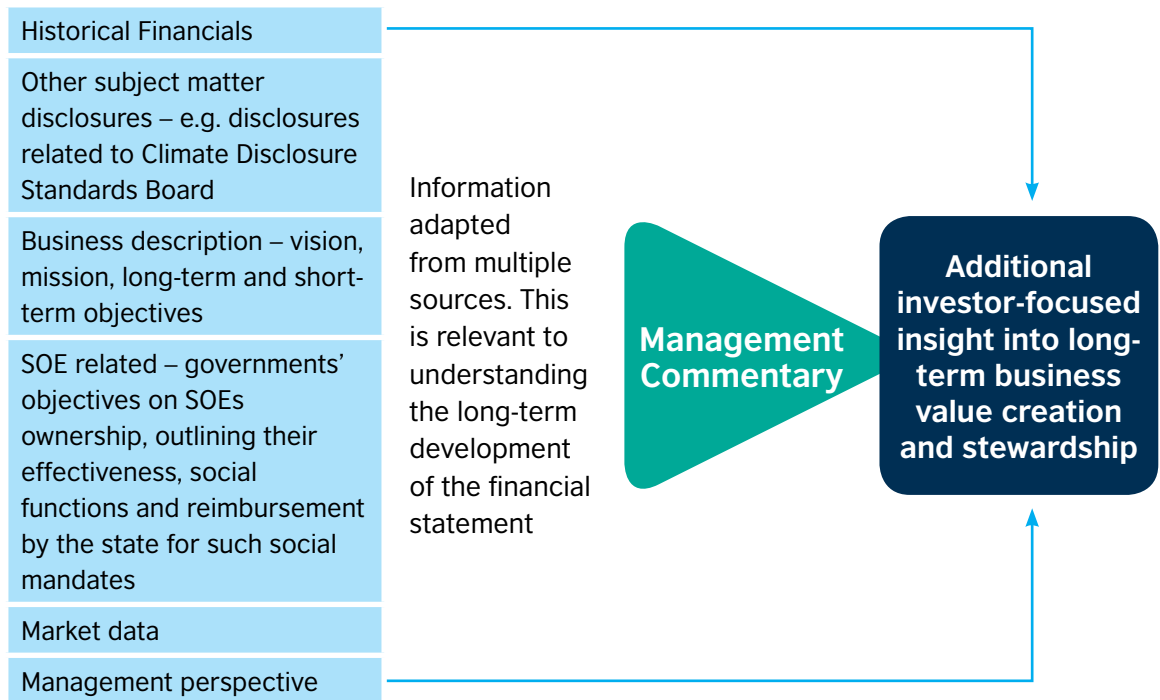 Historical Financials
Other subject matter
disclosures – e.g. disclosures
related to Climate Disclosure
Standards Board
Business description – vision,
mission, long-term and short-
term objectives
SOE related – governments’
objectives on SOEs
ownership, outlining their
effectiveness, social
functions and reimbursement
by the state for such social
mandates
Market data
Management perspective
Information
adapted
from multiple
sources. This
is relevant to
understanding
the long-term
development
of the financial
statement
Management
Commentary
Additional
investor-focused
insight into long-
term business
value creation
and stewardship